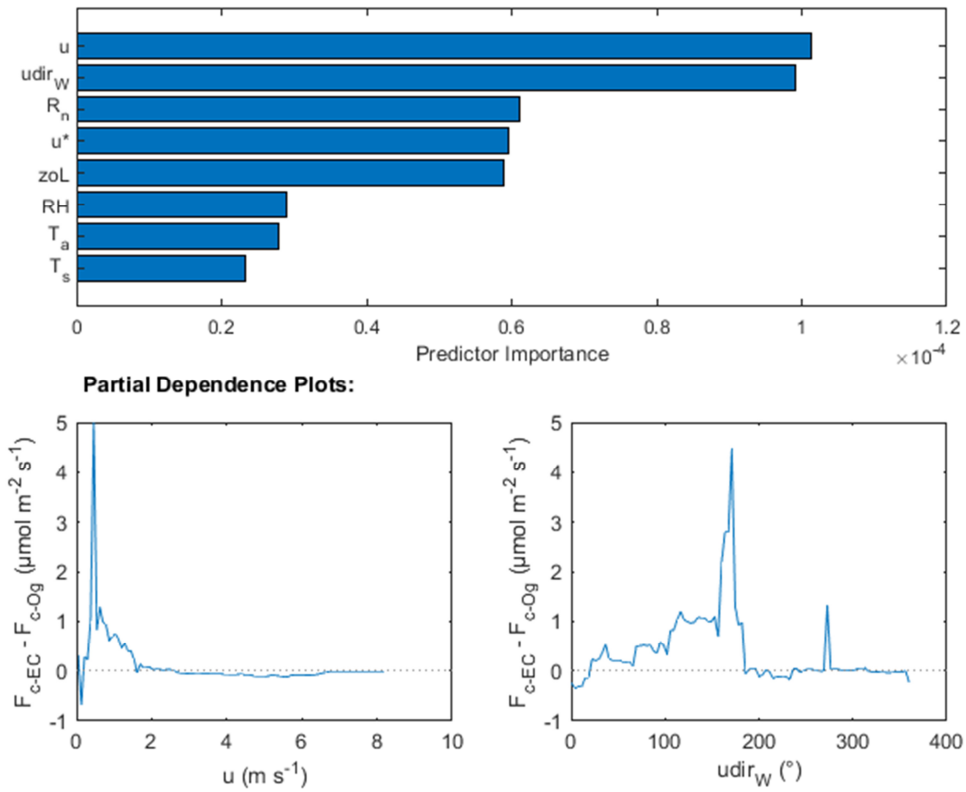 u
udir_W
R_n
u*
zoL
RH
T_a
T_s
0 0.2 0.4 0.6 0.8 1 1.2
Predictor Importance
×10^-4
Partial Dependence Plots:
F_c-EC - F_c-Og (µmol m^-2 s^-1)
5
4
3
2
1
0
-1
0 2 4 6 8 10
u (m s^-1)
F_c-EC - F_c-Og (µmol m^-2 s^-1)
5
4
3
2
1
0
-1
0 100 200 300 400
udir_W (°)